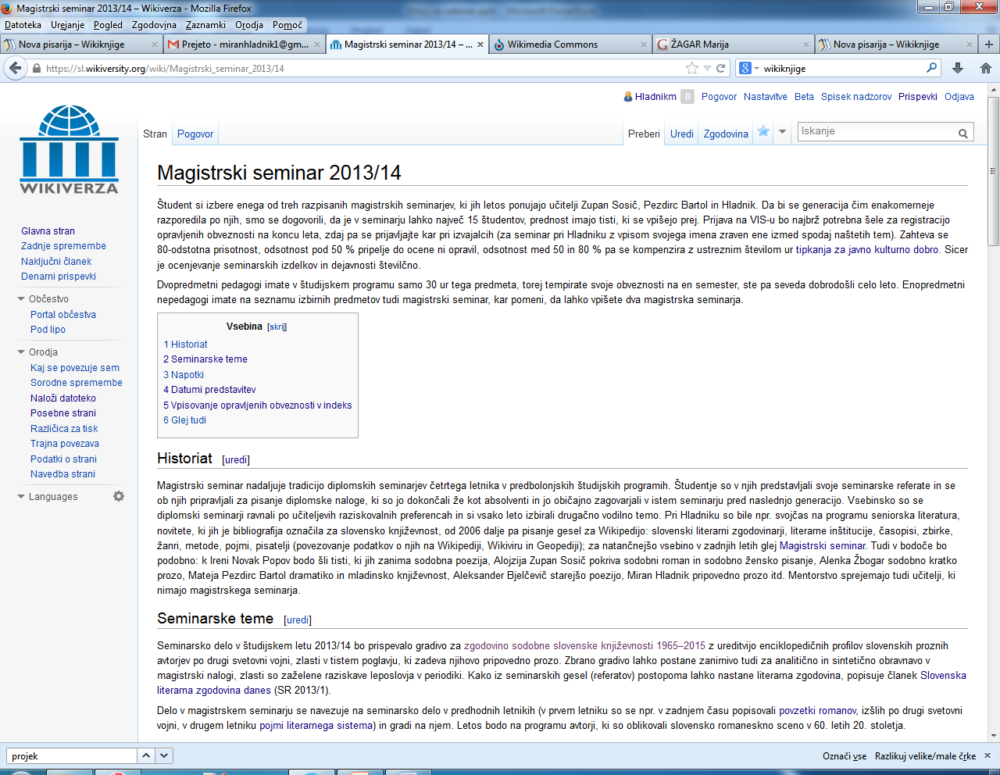 Magistrski seminar 2013/14 – Wikiverza - Mozilla Firefox
Datoteka Urejanje Pogled Zgodovina Zaznamki Orodja Pomoč
Nova pisarija – Wikiknjige
Prejeto - miranhladnik1@gm...
Magistrski seminar 2013/14 – ...
Wikimedia Commons
ŽAGAR Marija
Nova pisarija – Wikiknjige
https://sl.wikiversity.org/wiki/Magistrski_seminar_2013/14
wikiknjige
Hladnikm 0 Pogovor Nastavitve Beta Spisek nadzorov Prispevki Odjava
Stran Pogovor
Preberi Uredi Zgodovina
Iskanje
WIKIVERZA
Glavna stran
Zadnje spremembe
Naključni članek
Denarni prispevki
Občestvo
Portal občestva
Pod lipo
Orodja
Kaj se povezuje sem
Sorodne spremembe
Naloži datoteko
Posebne strani
Različica za tisk
Trajna povezava
Podatki o strani
Navedba strani
Languages
Magistrski seminar 2013/14
Študent si izbere enega od treh razpisanih magistrskih seminarjev, ki jih letos ponujajo učitelji Zupan Sosič, Pezdirc Bartol in Hladnik. Da bi se generacija čim enakomerneje
razporedila po njih, smo se dogovorili, da je v seminarju lahko največ 15 študentov, prednost imajo tisti, ki se vpišejo prej. Prijava na VIS-u bo najbrž potrebna šele za registracijo
opravljenih obveznosti na koncu leta, zdaj pa se prijavljajte kar pri izvajalcih (za seminar pri Hladniku z vpisom svojega imena zraven ene izmed spodaj naštetih tem). Zahteva se
80-odstotna prisotnost, odsotnost pod 50 % pripelje do ocene ni opravil, odsotnost med 50 in 80 % pa se kompenzira z ustreznim številom ur tipkanja za javno kulturno dobro. Sicer
je ocenjevanje seminarskih izdelkov in dejavnosti številčno.
Dvopredmetni pedagogi imate v študijskem programu samo 30 ur tega predmeta, torej tempirate svoje obveznosti na en semester, ste pa seveda dobrodošli celo leto. Enopredmetni
nepedagogi imate na seznamu izbirnih predmetov tudi magistrski seminar, kar pomeni, da lahko vpišete dva magistrska seminarja.
Vsebina [skrij]
1 Historiat
2 Seminarske teme
3 Napotki
4 Datumi predstavitev
5 Vpisovanje opravljenih obveznosti v indeks
6 Glej tudi
Historiat [uredi]
Magistrski seminar nadaljuje tradicijo diplomskih seminarjev četrtega letnika v predbolonjskih študijskih programih. Študentje so v njih predstavljali svoje seminarske referate in se
ob njih pripravljali za pisanje diplomske naloge, ki so jo dokončali že kot absolventi in jo običajno zagovarjali v istem seminarju pred naslednjo generacijo. Vsebinsko so se
diplomski seminarji ravnali po učiteljevih raziskovalnih preferencah in si vsako leto izbirali drugačno vodilno temo. Pri Hladniku so bile npr. svojčas na programu seniorska literatura,
novitete, ki jih je bibliografija označila za slovensko književnost, od 2006 dalje pa pisanje gesel za Wikipedijo: slovenski literarni zgodovinarji, literarne inštitucije, časopisi, zbirke,
žanri, metode, pojmi, pisatelji (povezovanje podatkov o njih na Wikipediji, Wikiviru in Geopediji); za natančnejšo vsebino v zadnjih letih glej Magistrski seminar. Tudi v bodoče bo
podobno: k Ireni Novak Popov bodo šli tisti, ki jih zanima sodobna poezija, Alojzija Zupan Sosič pokriva sodobni roman in sodobno žensko pisanje, Alenka Žbogar sodobno kratko
prozo, Mateja Pezdirc Bartol dramatiko in mladinsko književnost, Aleksander Bjelčevič starejšo poezijo, Miran Hladnik pripovedno prozo itd. Mentorstvo sprejemajo tudi učitelji, ki
nimajo magistrskega seminarja.
Seminarske teme [uredi]
Seminarsko delo v študijskem letu 2013/14 bo prispevalo gradivo za zgodovino sodobne slovenske književnosti 1965–2015 z ureditvijo enciklopedičnih profilov slovenskih proznih
avtorjev po drugi svetovni vojni, zlasti v tistem poglavju, ki zadeva njihovo pripovedno prozo. Zbrano gradivo lahko postane zanimivo tudi za analitično in sintetično obravnavo v
magistrski nalogi, zlasti so zaželene raziskave leposlovja v periodiki. Kako iz seminarskih gesel (referatov) postopoma lahko nastane literarna zgodovina, popisuje članek Slovenska
literarna zgodovina danes (SR 2013/1).
Delo v magistrskem seminarju se navezuje na seminarsko delo v predhodnih letnikih (v prvem letniku so se npr. v zadnjem času popisovali povzetki romanov, izšlih po drugi svetovni
vojni, v drugem letniku pojmi literarnega sistema) in gradi na njem. Letos bodo na programu avtorji, ki so oblikovali slovensko romaneskno sceno v 60. letih 20. stoletja.
projek
Označi vse Razlikuj velike/male črke